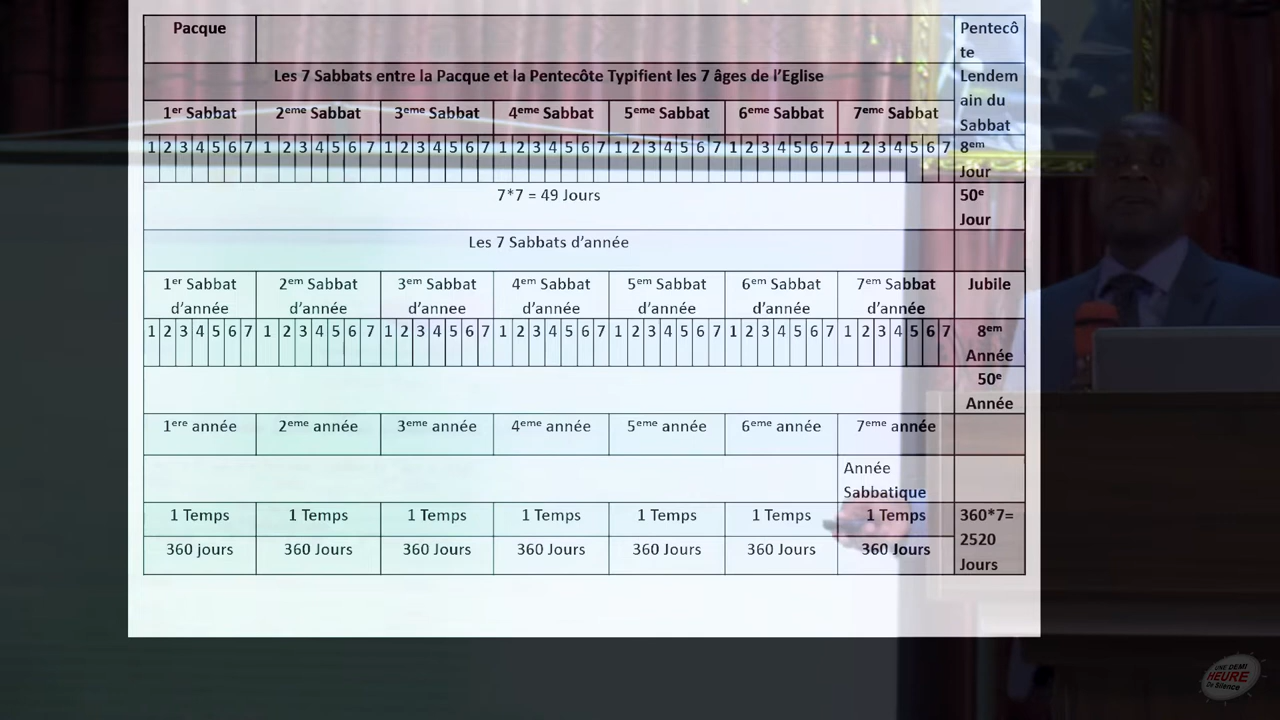 Pacque Pentecô
te
Les 7 Sabbats entre la Pacque et la Pentecôte Typifient les 7 âges de l’Eglise Lendem
ain du
Sabbat
1er Sabbat 2eme Sabbat 3eme Sabbat 4eme Sabbat 5eme Sabbat 6eme Sabbat 7eme Sabbat
1 2 3 4 5 6 7 1 2 3 4 5 6 7 1 2 3 4 5 6 7 1 2 3 4 5 6 7 1 2 3 4 5 6 7 1 2 3 4 5 6 7 1 2 3 4 5 6 7 8em
Jour
7*7 = 49 Jours 50e
Jour
Les 7 Sabbats d’année
1er Sabbat 2em Sabbat 3em Sabbat 4em Sabbat 5em Sabbat 6em Sabbat 7em Sabbat Jubile
d’année d’année d’annee d’année d’année d’année d’année
1 2 3 4 5 6 7 1 2 3 4 5 6 7 1 2 3 4 5 6 7 1 2 3 4 5 6 7 1 2 3 4 5 6 7 1 2 3 4 5 6 7 1 2 3 4 5 6 7 8em
Année
50e
Année
1ere année 2eme année 3eme année 4eme année 5eme année 6eme année 7eme année
Année
Sabbatique
1 Temps 1 Temps 1 Temps 1 Temps 1 Temps 1 Temps 1 Temps 360*7=
2520
Jours
360 jours 360 Jours 360 Jours 360 Jours 360 Jours 360 Jours 360 Jours
UNE DEMI
HEURE
De Silence